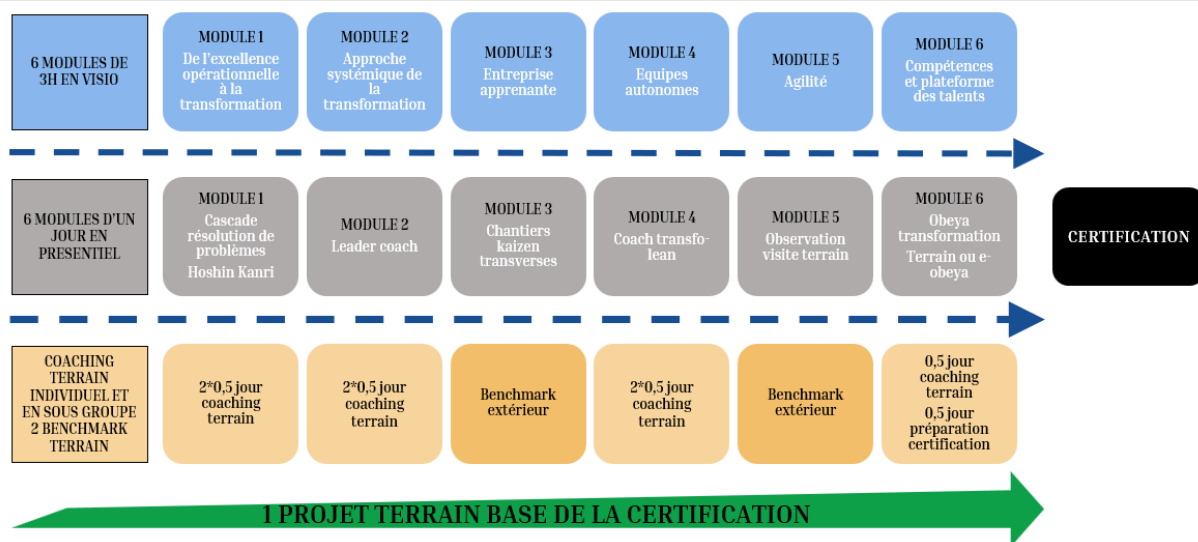 6 MODULES DE
3H EN VISIO
MODULE 1
De l'excellence
opérationnelle
à la
transformation
MODULE 2
Approche
systémique de
la
transformation
MODULE 3
Entreprise
apprenante
MODULE 4
Equipes
autonomes
MODULE 5
Agilité
MODULE 6
Compétences
et plateforme
des talents
6 MODULES D'UN
JOUR EN
PRESENTIEL
MODULE 1
Cascade
résolution de
problèmes
Hoshin Kanri
MODULE 2
Leader coach
MODULE 3
Chantiers
kaizen
transverses
MODULE 4
Coach transfo-
lean
MODULE 5
Observation
visite terrain
MODULE 6
Obeya
transformation
Terrain ou e-
obeya
CERTIFICATION
COACHING
TERRAIN
INDIVIDUEL ET
EN SOUS GROUPE
2 BENCHMARK
TERRAIN
2*0,5 jour
coaching
terrain
2*0,5 jour
coaching
terrain
Benchmark
extérieur
2*0,5 jour
coaching
terrain
Benchmark
extérieur
0,5 jour
coaching
terrain
0,5 jour
préparation
certification
1 PROJET TERRAIN BASE DE LA CERTIFICATION